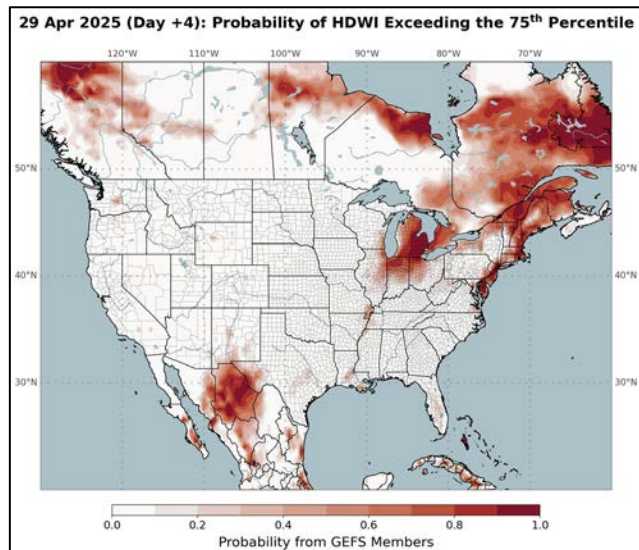 29 Apr 2025 (Day +4): Probability of HDWI Exceeding the 75th Percentile
120°W 110°W 100°W 90°W 80°W 70°W
50°N 50°N
40°N 40°N
30°N 30°N
0.0 0.2 0.4 0.6 0.8 1.0
Probability from GEFS Members